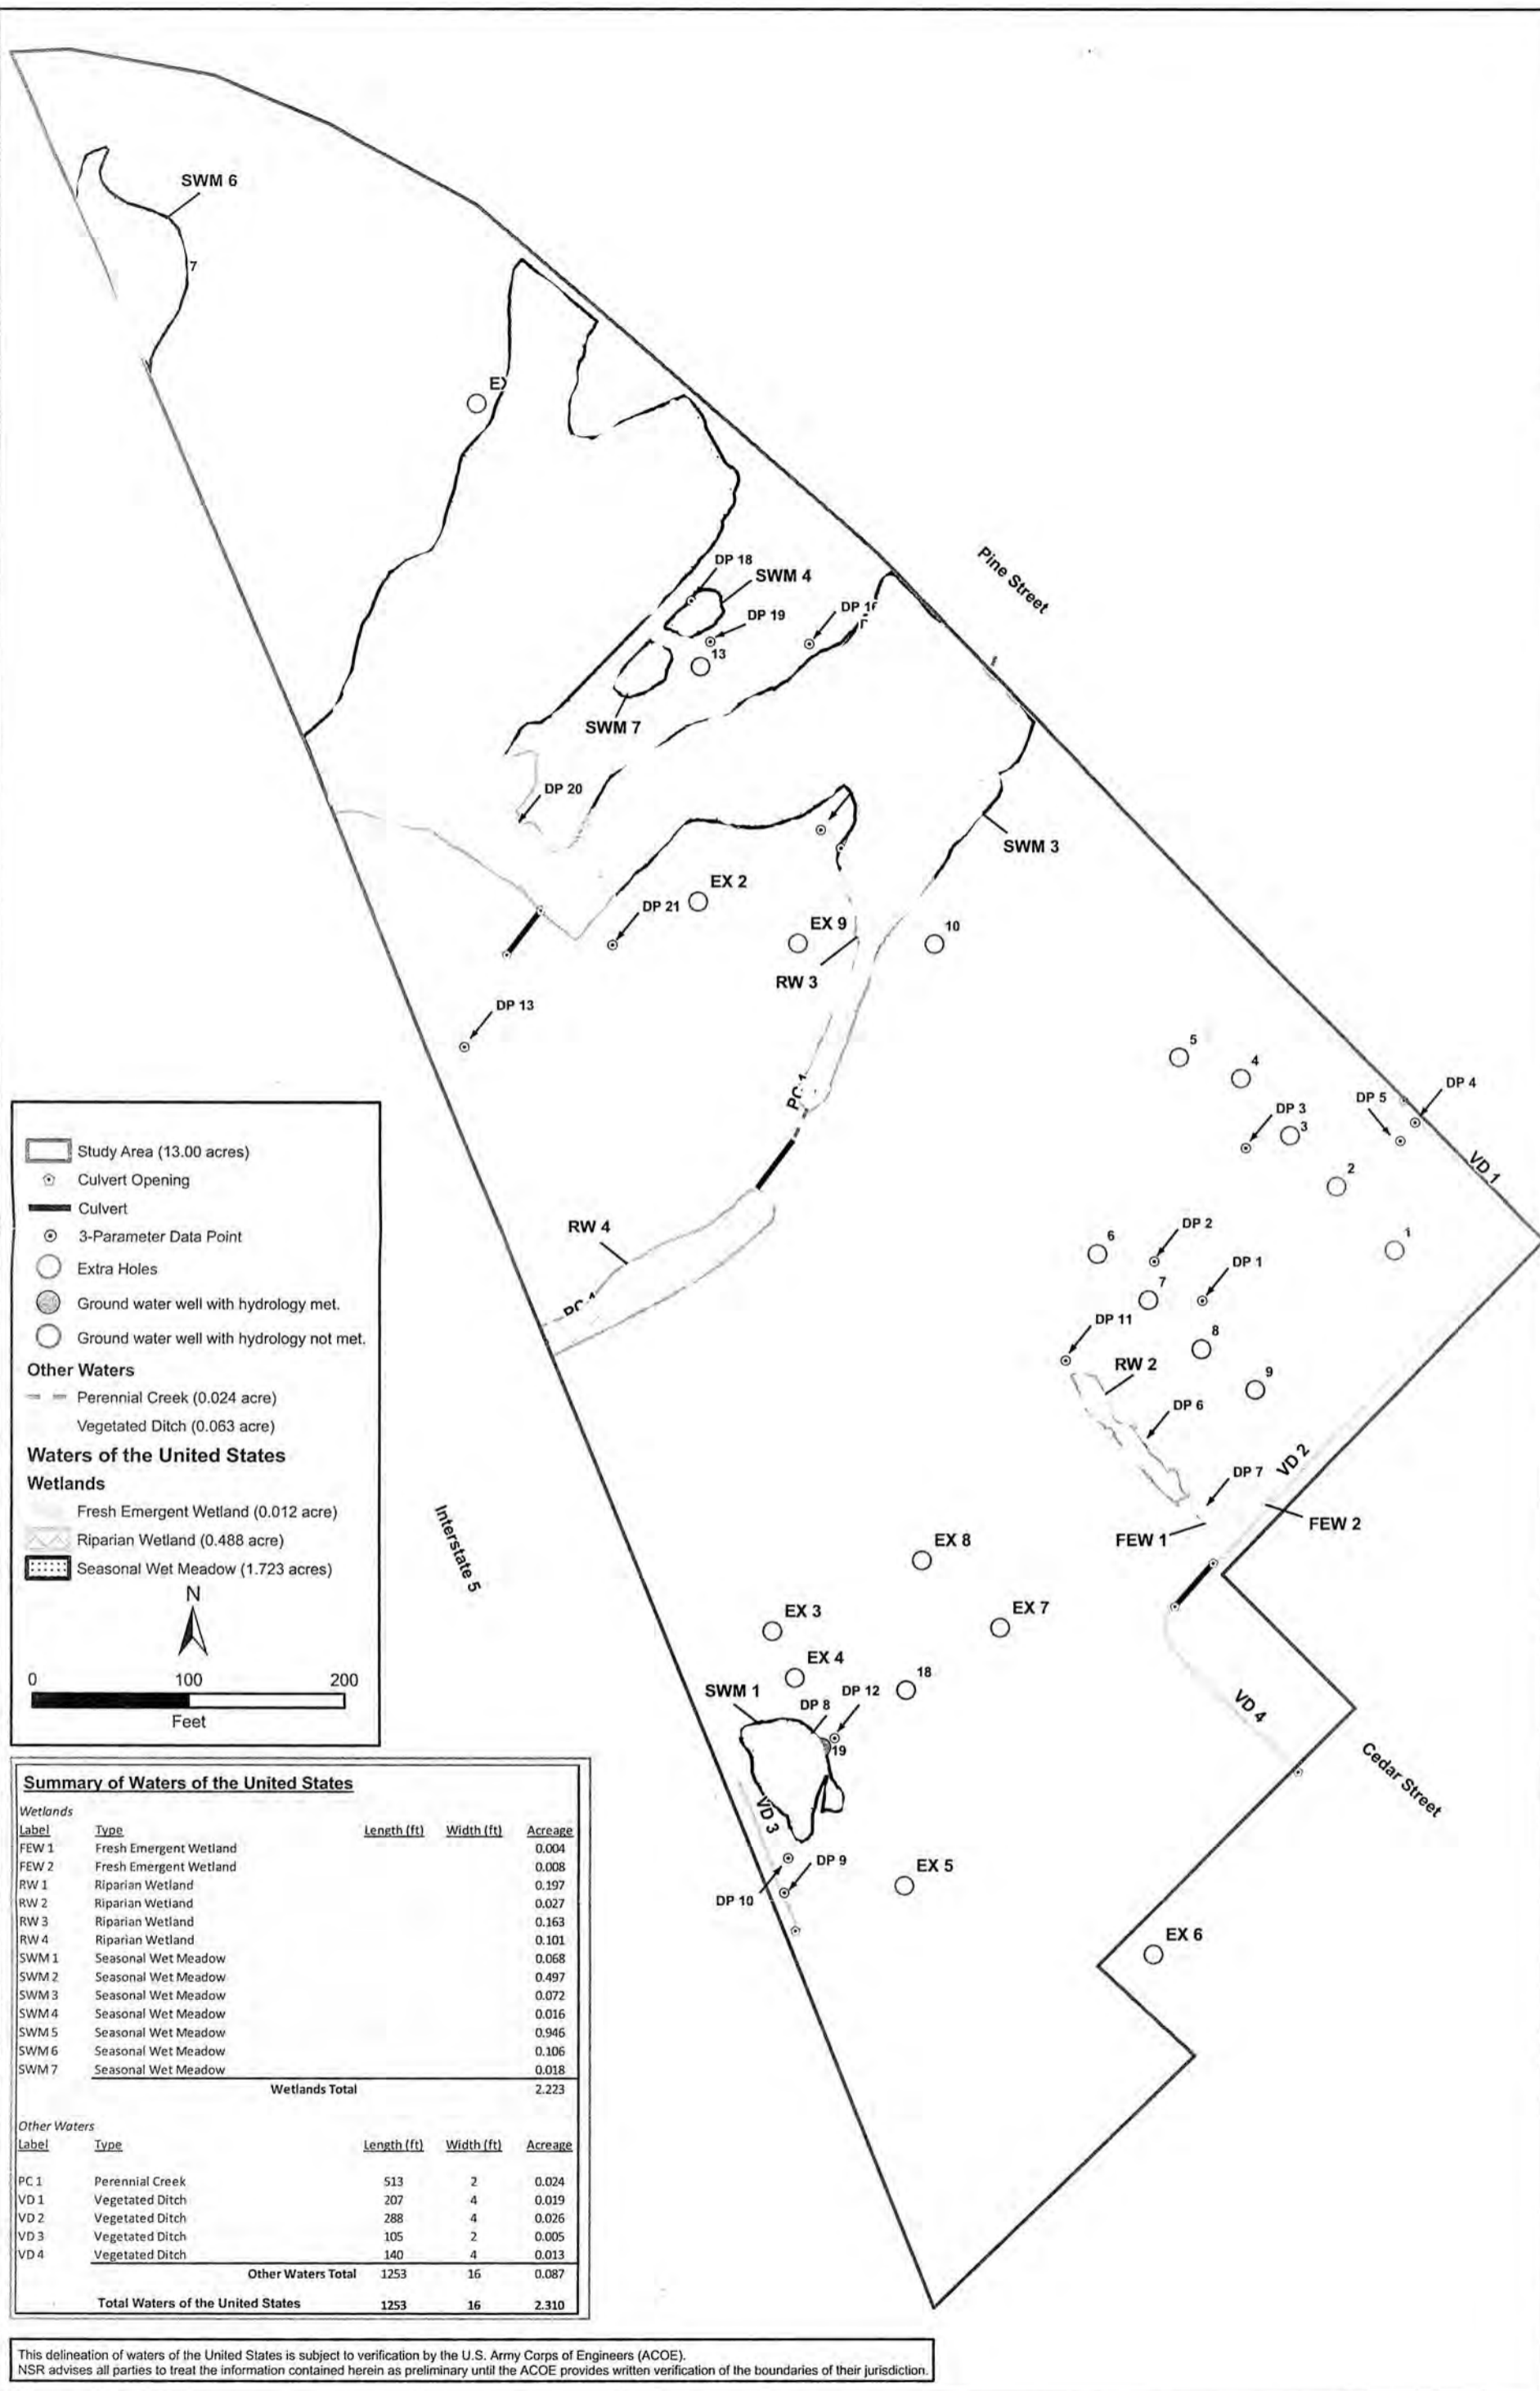 SWM 6
7
DP 18
SWM 4
DP 19
13
SWM 7
Pine Street
DP 20
SWM 3
EX 2
DP 21
EX 9
10
RW 3
DP 13
5
4
DP 4
DP 5
DP 3
3
VD 1
2
RW 4
DP 2
6
1
DP 1
7
DP 11
8
RW 2
9
DP 6
VD 2
DP 7
FEW 1
FEW 2
Interstate 5
EX 8
EX 7
EX 3
EX 4
18
SWM 1
DP 8
DP 12
19
VD 4
Cedar Street
VD 3
DP 9
DP 10
EX 5
EX 6
Study Area (13.00 acres)
Culvert Opening
Culvert
3-Parameter Data Point
Extra Holes
Ground water well with hydrology met.
Ground water well with hydrology not met.
Other Waters
Perennial Creek (0.024 acre)
Vegetated Ditch (0.063 acre)
Waters of the United States
Wetlands
Fresh Emergent Wetland (0.012 acre)
Riparian Wetland (0.488 acre)
Seasonal Wet Meadow (1.723 acres)
N
0 100 200
Feet
Summary of Waters of the United States
Wetlands
Label Type Length (ft) Width (ft) Acreage
FEW 1 Fresh Emergent Wetland 0.004
FEW 2 Fresh Emergent Wetland 0.008
RW 1 Riparian Wetland 0.197
RW 2 Riparian Wetland 0.027
RW 3 Riparian Wetland 0.163
RW 4 Riparian Wetland 0.101
SWM 1 Seasonal Wet Meadow 0.068
SWM 2 Seasonal Wet Meadow 0.497
SWM 3 Seasonal Wet Meadow 0.072
SWM 4 Seasonal Wet Meadow 0.016
SWM 5 Seasonal Wet Meadow 0.946
SWM 6 Seasonal Wet Meadow 0.106
SWM 7 Seasonal Wet Meadow 0.018
Wetlands Total 2.223
Other Waters
Label Type Length (ft) Width (ft) Acreage
PC 1 Perennial Creek 513 2 0.024
VD 1 Vegetated Ditch 207 4 0.019
VD 2 Vegetated Ditch 288 4 0.026
VD 3 Vegetated Ditch 105 2 0.005
VD 4 Vegetated Ditch 140 4 0.013
Other Waters Total 1253 16 0.087
Total Waters of the United States 1253 16 2.310
This delineation of waters of the United States is subject to verification by the U.S. Army Corps of Engineers (ACOE).
NSR advises all parties to treat the information contained herein as preliminary until the ACOE provides written verification of the boundaries of their jurisdiction.